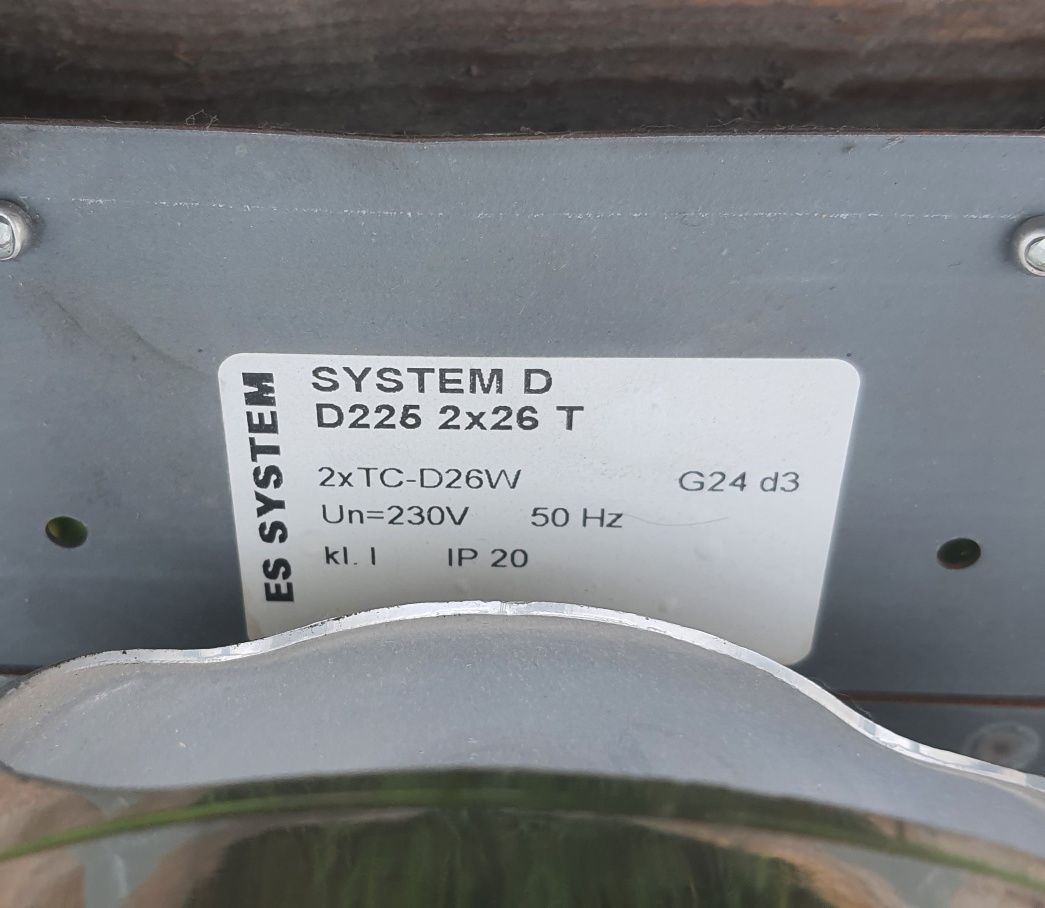 ES SYSTEM
SYSTEM D
D225 2x26 T
2xTC-D26W G24 d3
Un=230V 50 Hz
kl. I IP 20